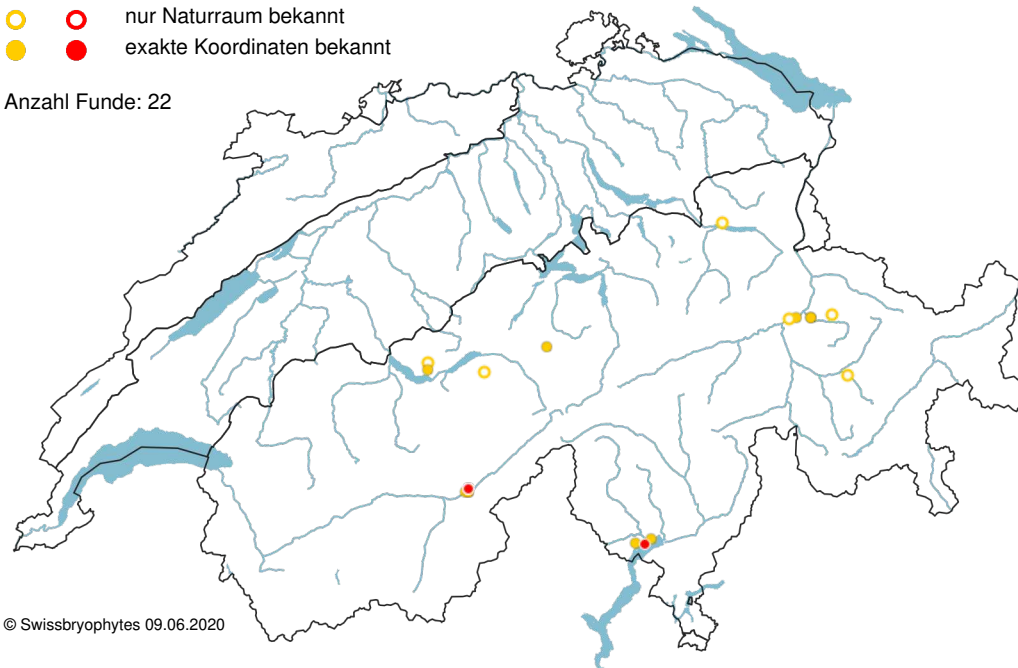 nur Naturraum bekannt
exakte Koordinaten bekannt
Anzahl Funde: 22
© Swissbryophytes 09.06.2020